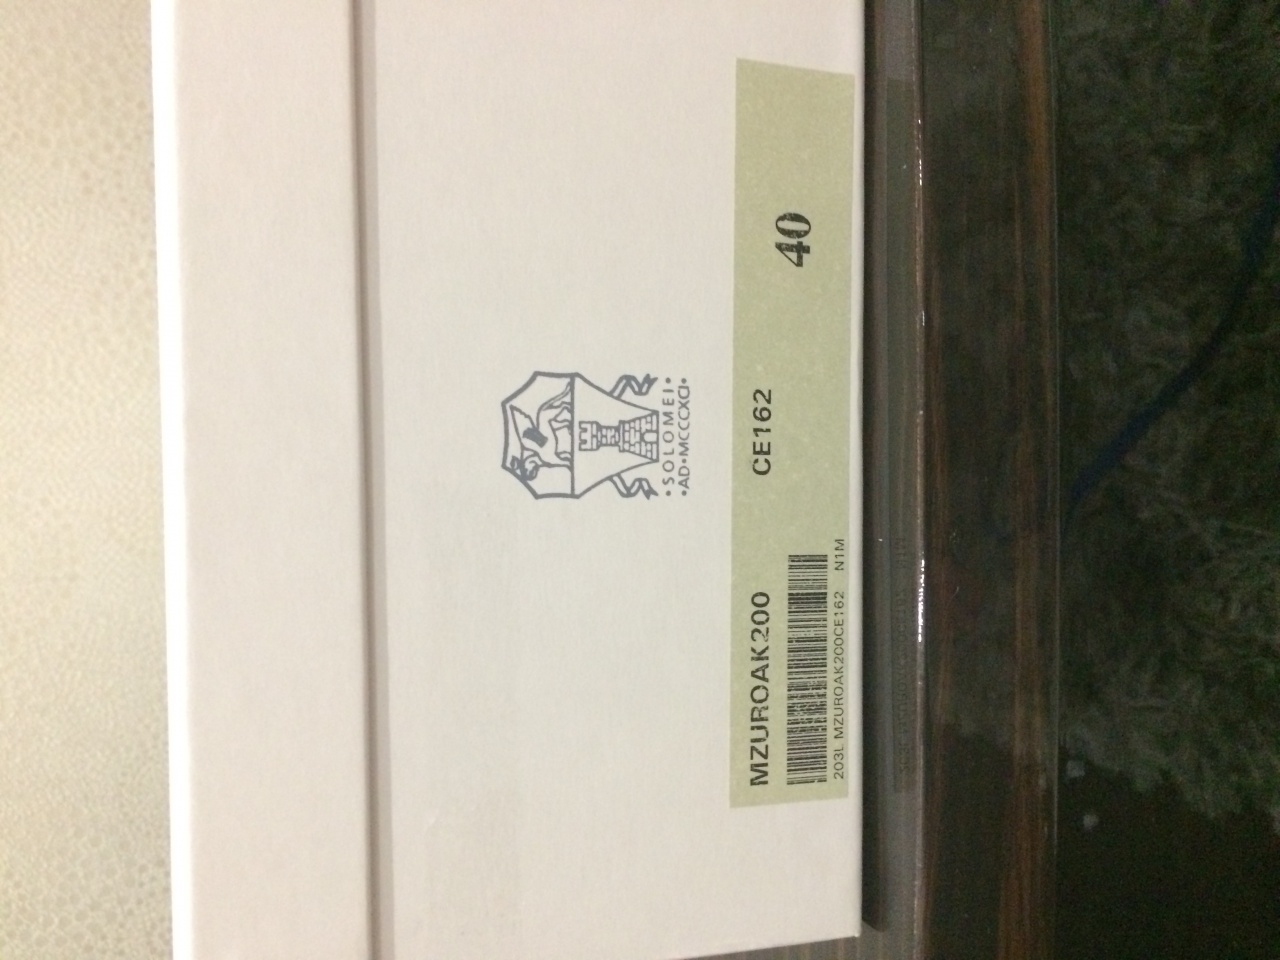 •SOLOMEI•
•AD•MCCCXCI•
MZUROAK200 CE162 40
203L MZUROAK200CE162 N1M